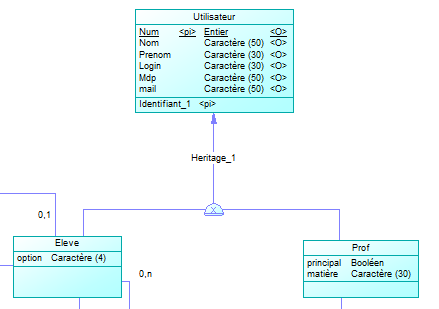 Utilisateur
Num <pi> Entier <O>
Nom Caractère (50) <O>
Prenom Caractère (30) <O>
Login Caractère (30) <O>
Mdp Caractère (50) <O>
mail Caractère (50) <O>
Identifiant_1 <pi>
Heritage_1
X
0,1
Eleve
option Caractère (4)
0,n
Prof
principal Booléen
matière Caractère (30)